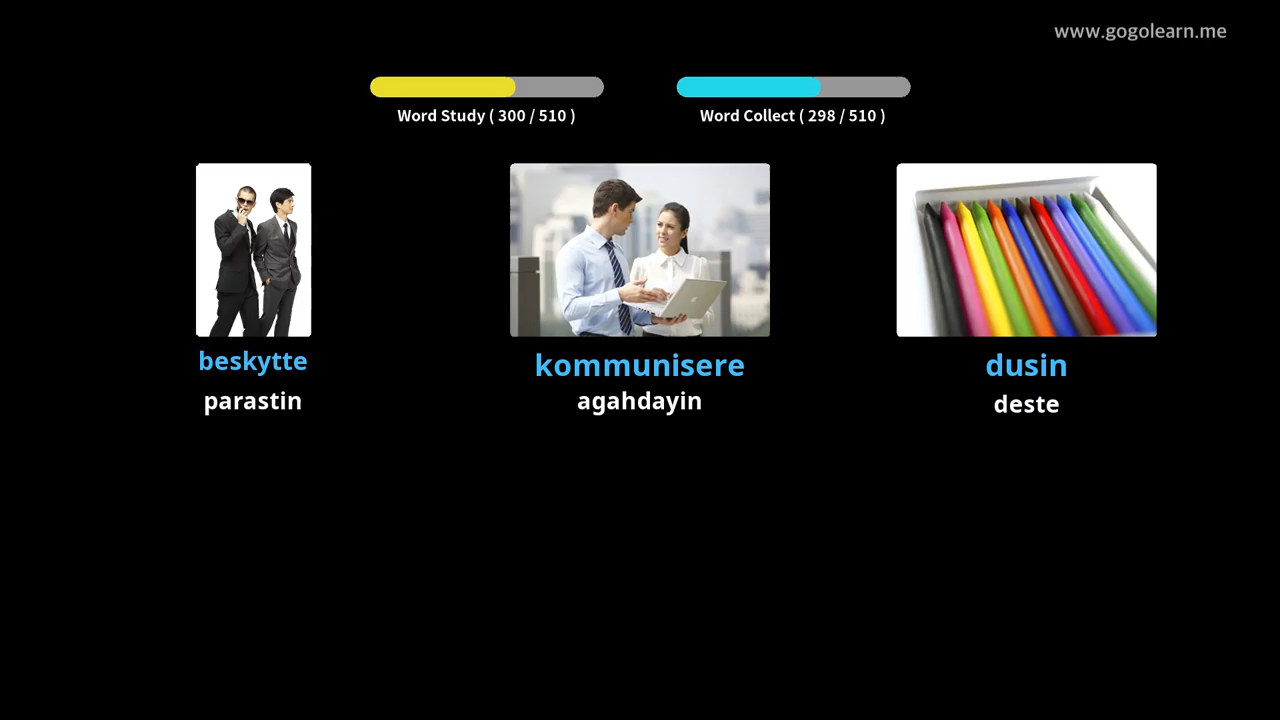 www.gogolearn.me
Word Study ( 300 / 510 )
Word Collect ( 298 / 510 )
beskytte
kommunisere
dusin
parastin
agahdayin
deste